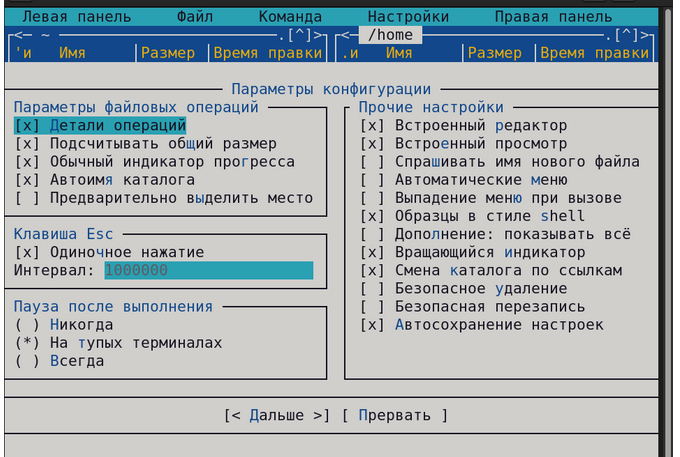 Левая панель Файл Команда Настройки Правая панель
<─ ~ .[^]> <─ /home .[^]>
'и Имя Размер Время правки .и Имя Размер Время правки
Параметры конфигурации
Параметры файловых операций Прочие настройки
[x] Детали операций [x] Встроенный редактор
[x] Подсчитывать общий размер [x] Встроенный просмотр
[x] Обычный индикатор прогресса [ ] Спрашивать имя нового файла
[x] Автоимя каталога [ ] Автоматические меню
[ ] Предварительно выделить место [ ] Выпадение меню при вызове
[x] Образцы в стиле shell
Клавиша Esc [ ] Дополнение: показывать всё
[x] Одиночное нажатие [x] Вращающийся индикатор
Интервал: 1000000 [x] Смена каталога по ссылкам
[ ] Безопасное удаление
Пауза после выполнения [ ] Безопасная перезапись
( ) Никогда [x] Автосохранение настроек
(*) На тупых терминалах
( ) Всегда
[< Дальше >] [ Прервать ]